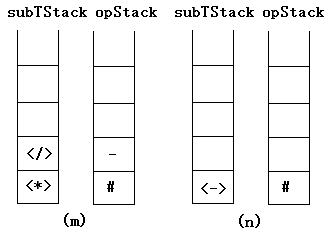 subTStack opStack subTStack opStack
</> -
<*> # <-> #
(m) (n)